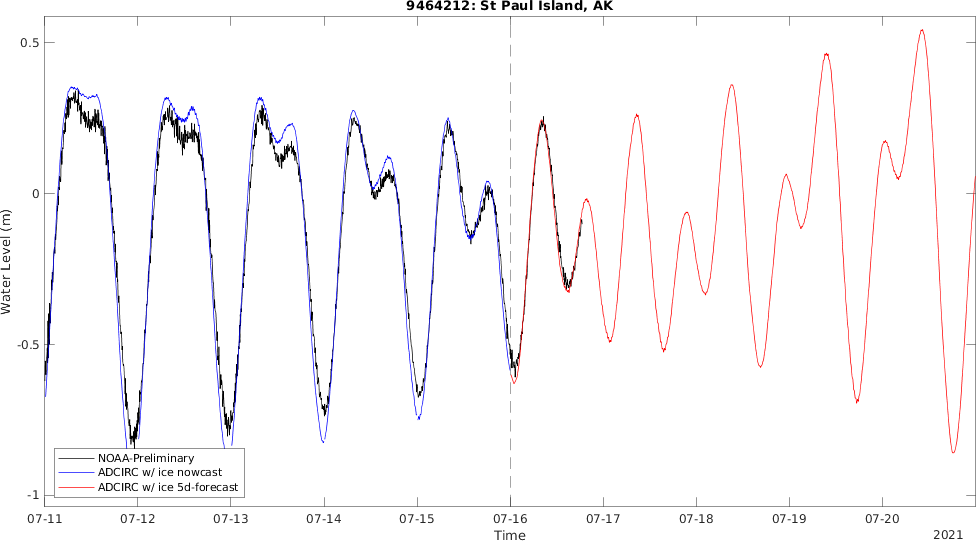 9464212: St Paul Island, AK
0.5
0
-0.5
-1
Water Level (m)
NOAA-Preliminary
ADCIRC w/ ice nowcast
ADCIRC w/ ice 5d-forecast
07-11 07-12 07-13 07-14 07-15 07-16 07-17 07-18 07-19 07-20
Time
2021